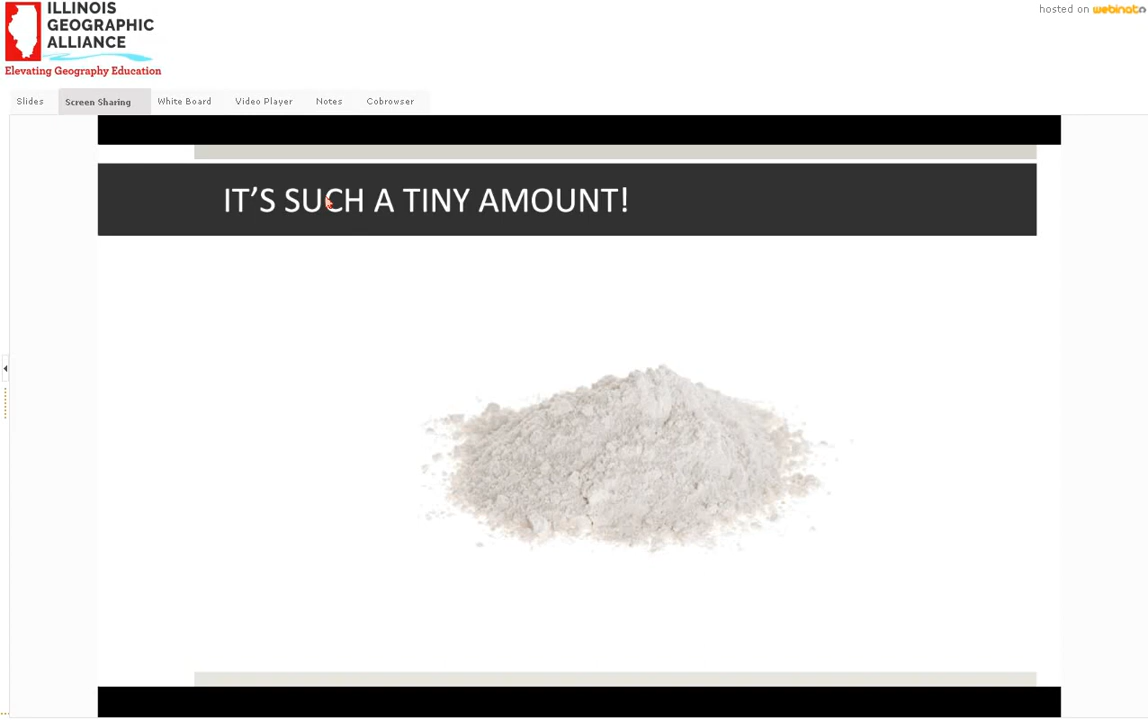 ILLINOIS
GEOGRAPHIC
ALLIANCE
Elevating Geography Education
hosted on webinato
Slides
Screen Sharing
White Board
Video Player
Notes
Cobrowser
IT'S SUCH A TINY AMOUNT!